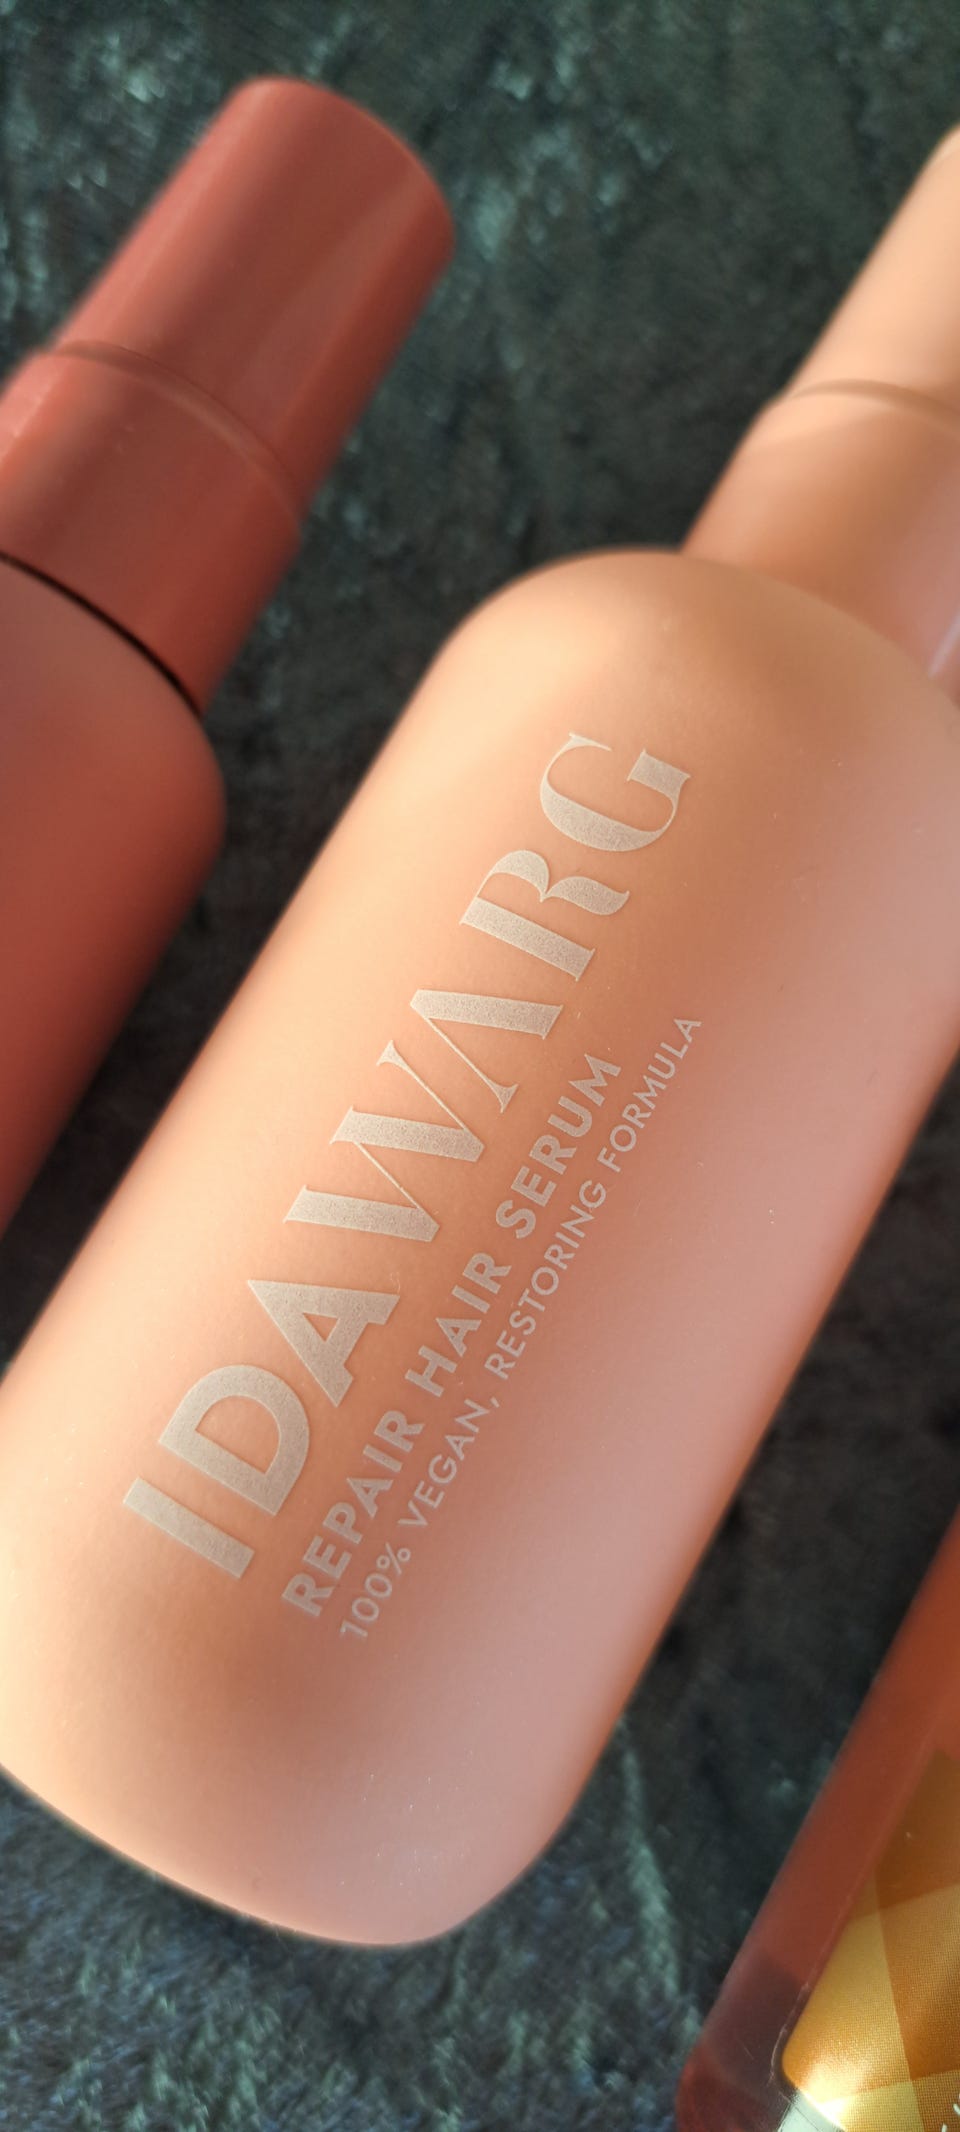 IDA WARG
REPAIR HAIR SERUM
100% VEGAN, RESTORING FORMULA